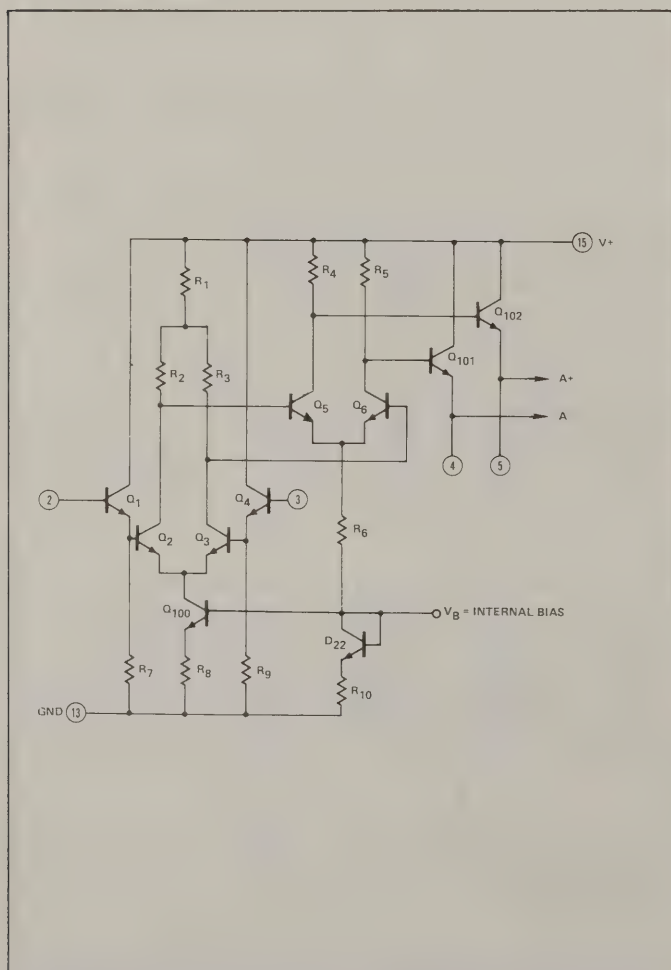 15 V+
R1
R4
R5
Q102
Q101
R2
R3
A+
Q5
Q6
A
2
Q1
Q4
3
4
5
Q2
Q3
R6
Q100
VB = INTERNAL BIAS
D22
R7
R8
R9
R10
GND 13